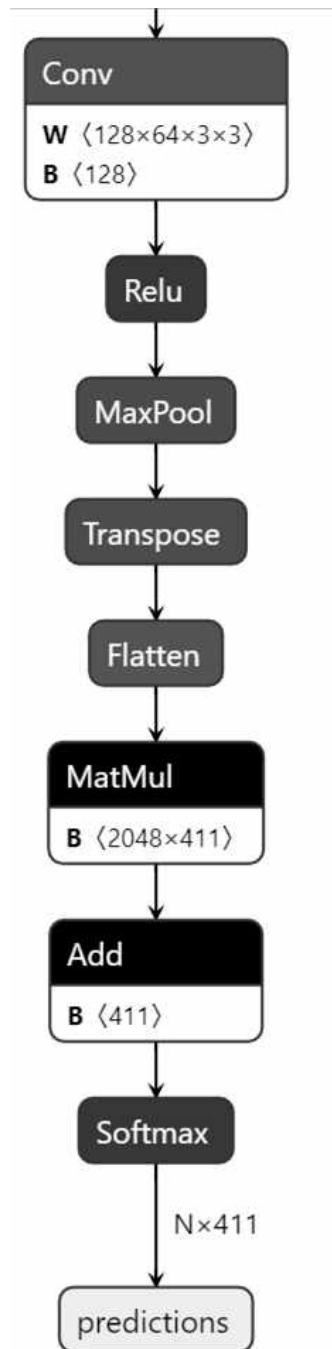 Conv
W 〈128×64×3×3〉
B 〈128〉
Relu
MaxPool
Transpose
Flatten
MatMul
B 〈2048×411〉
Add
B 〈411〉
Softmax
N×411
predictions